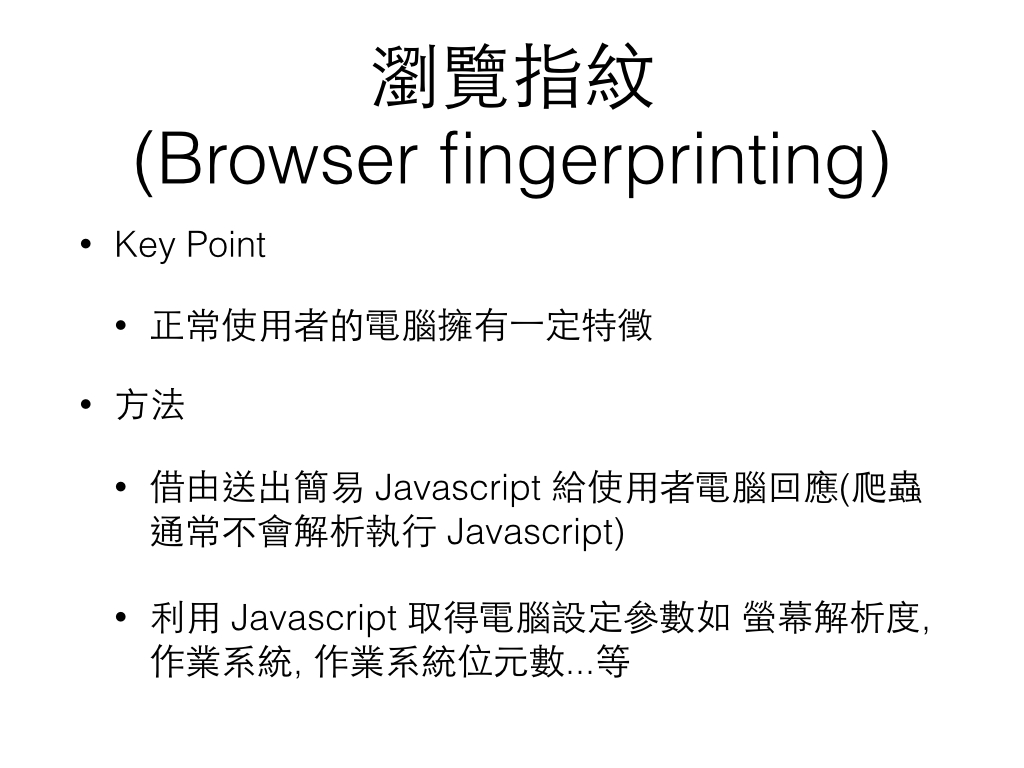 瀏覽指紋
(Browser fingerprinting)
• Key Point
• 正常使用者的電腦擁有一定特徵
• 方法
• 借由送出簡易 Javascript 給使用者電腦回應(爬蟲
通常不會解析執行 Javascript)
• 利用 Javascript 取得電腦設定參數如 螢幕解析度,
作業系統, 作業系統位元數...等